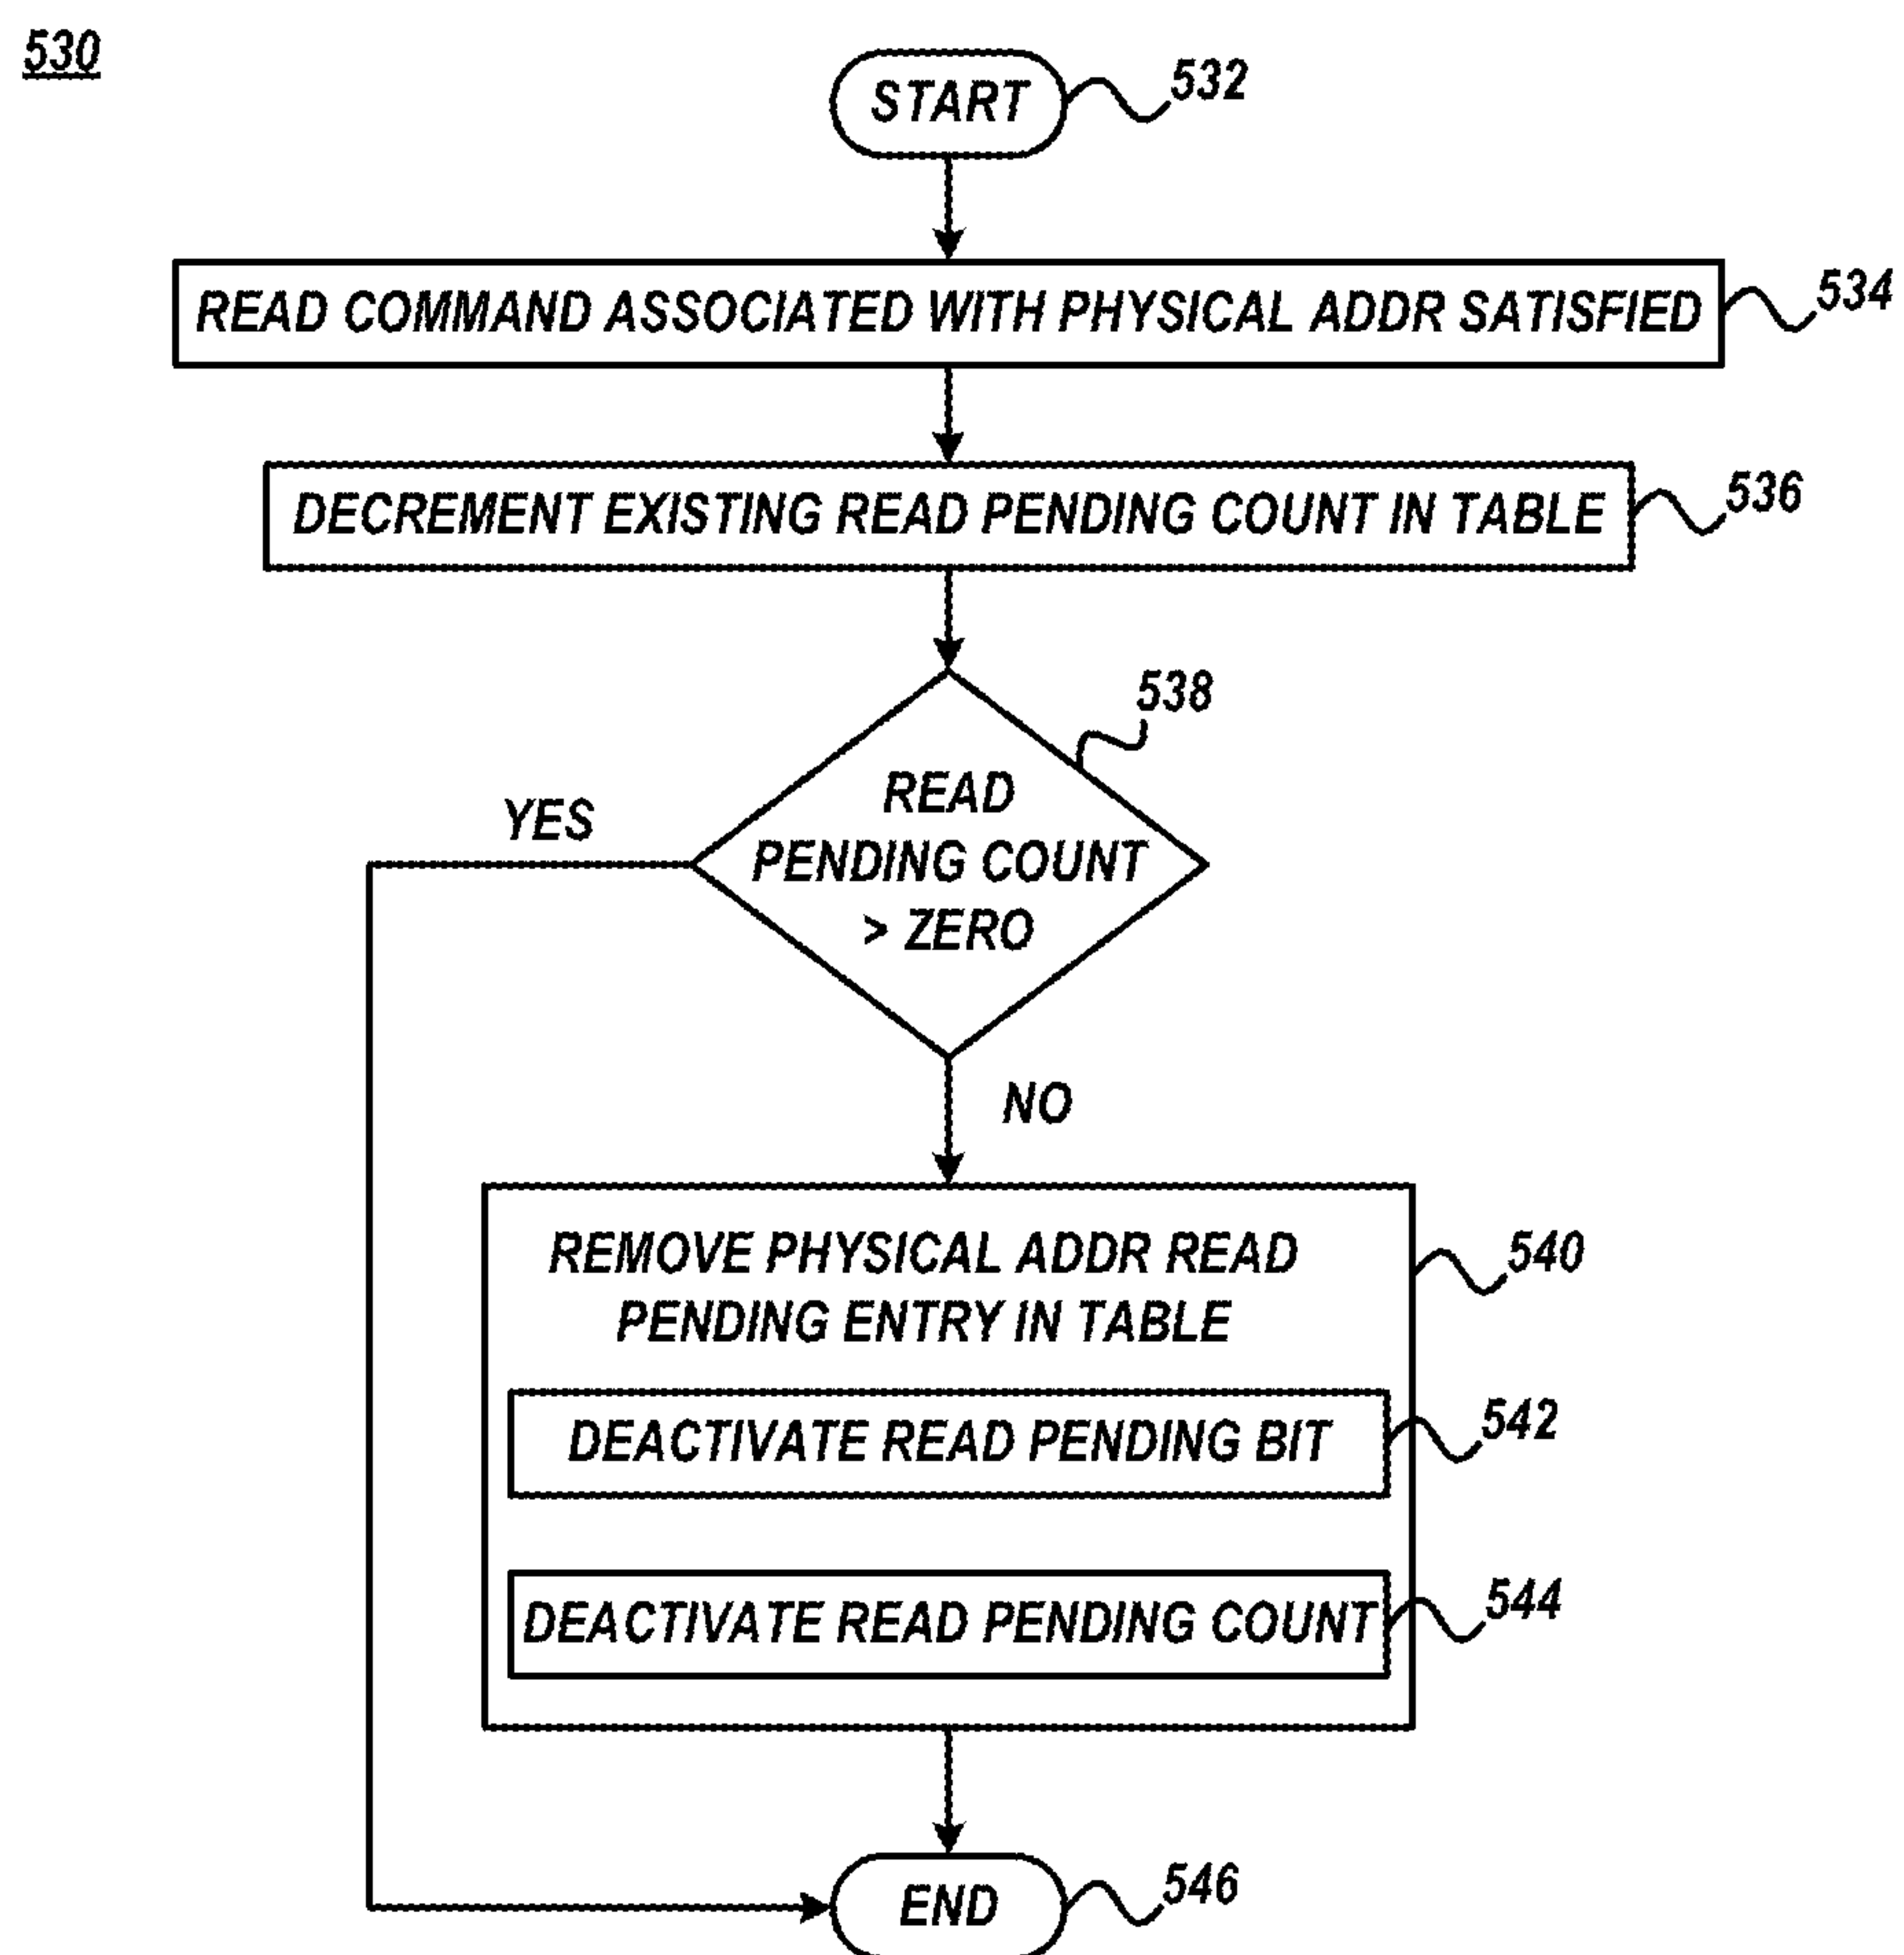 530
START
532
READ COMMAND ASSOCIATED WITH PHYSICAL ADDR SATISFIED
534
DECREMENT EXISTING READ PENDING COUNT IN TABLE
536
538
READ
PENDING COUNT
> ZERO
YES
NO
REMOVE PHYSICAL ADDR READ
PENDING ENTRY IN TABLE
540
DEACTIVATE READ PENDING BIT
542
DEACTIVATE READ PENDING COUNT
544
END
546